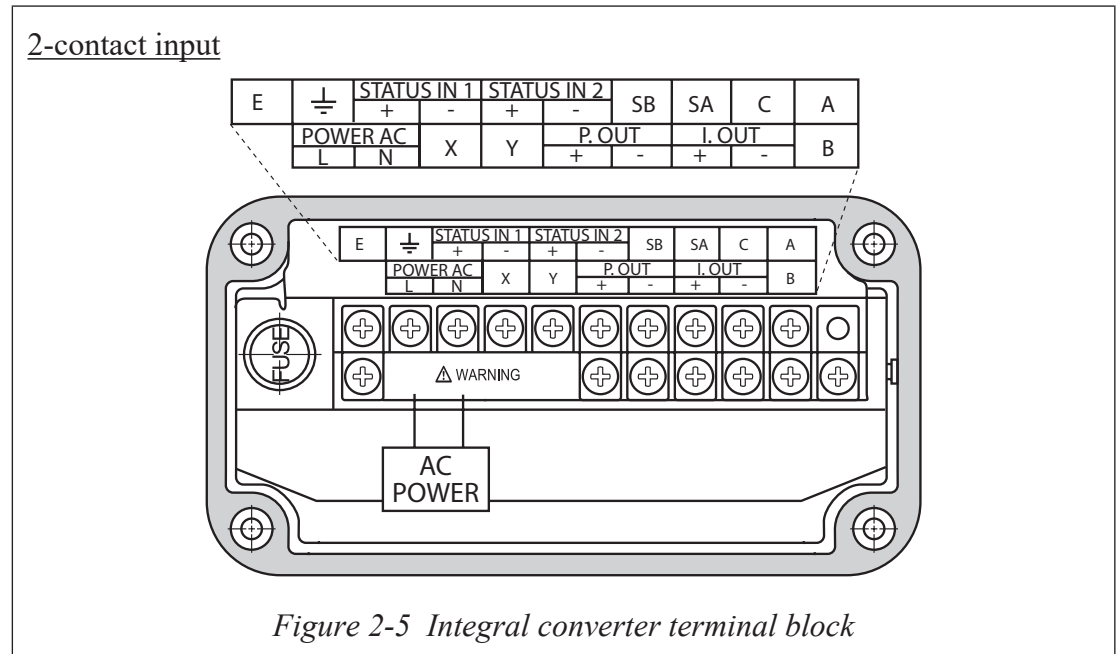 2-contact input
E ⏚ STATUS IN 1 STATUS IN 2 SB SA C A
+ - + -
POWER AC X Y P. OUT I. OUT B
L N + - + -
E ⏚ STATUS IN 1 STATUS IN 2 SB SA C A
+ - + -
POWER AC X Y P. OUT I. OUT B
L N + - + -
FUSE
⚠ WARNING
AC
POWER
Figure 2-5 Integral converter terminal block